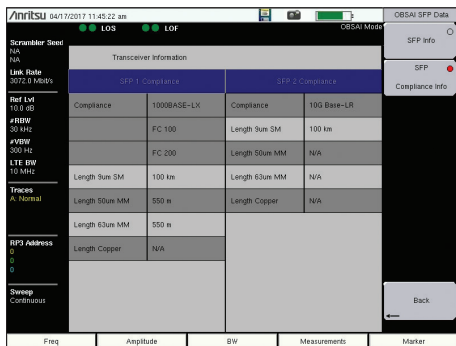 Anritsu 04/17/2017 11:45:22 am
LOS LOF
OBSAI Mode
Scrambler Seed
NA
NA
Link Rate
3072.0 Mbit/s
Ref Lvl
10.0 dB
#RBW
30 kHz
#VBW
300 Hz
LTE BW
10 MHz
Traces
A: Normal
RP3 Address
0
0
0
Sweep
Continuous
Transceiver Information
SFP 1 Compliance SFP 2 Compliance
Compliance 1000BASE-LX Compliance 10G Base-LR
FC 100 Length 9um SM 100 km
FC 200 Length 50um MM N/A
Length 9um SM 100 km Length 63um MM N/A
Length 50um MM 550 m Length Copper N/A
Length 63um MM 550 m
Length Copper N/A
OBSAI SFP Data
SFP Info
SFP
Compliance Info
Back
Freq Amplitude BW Measurements Marker